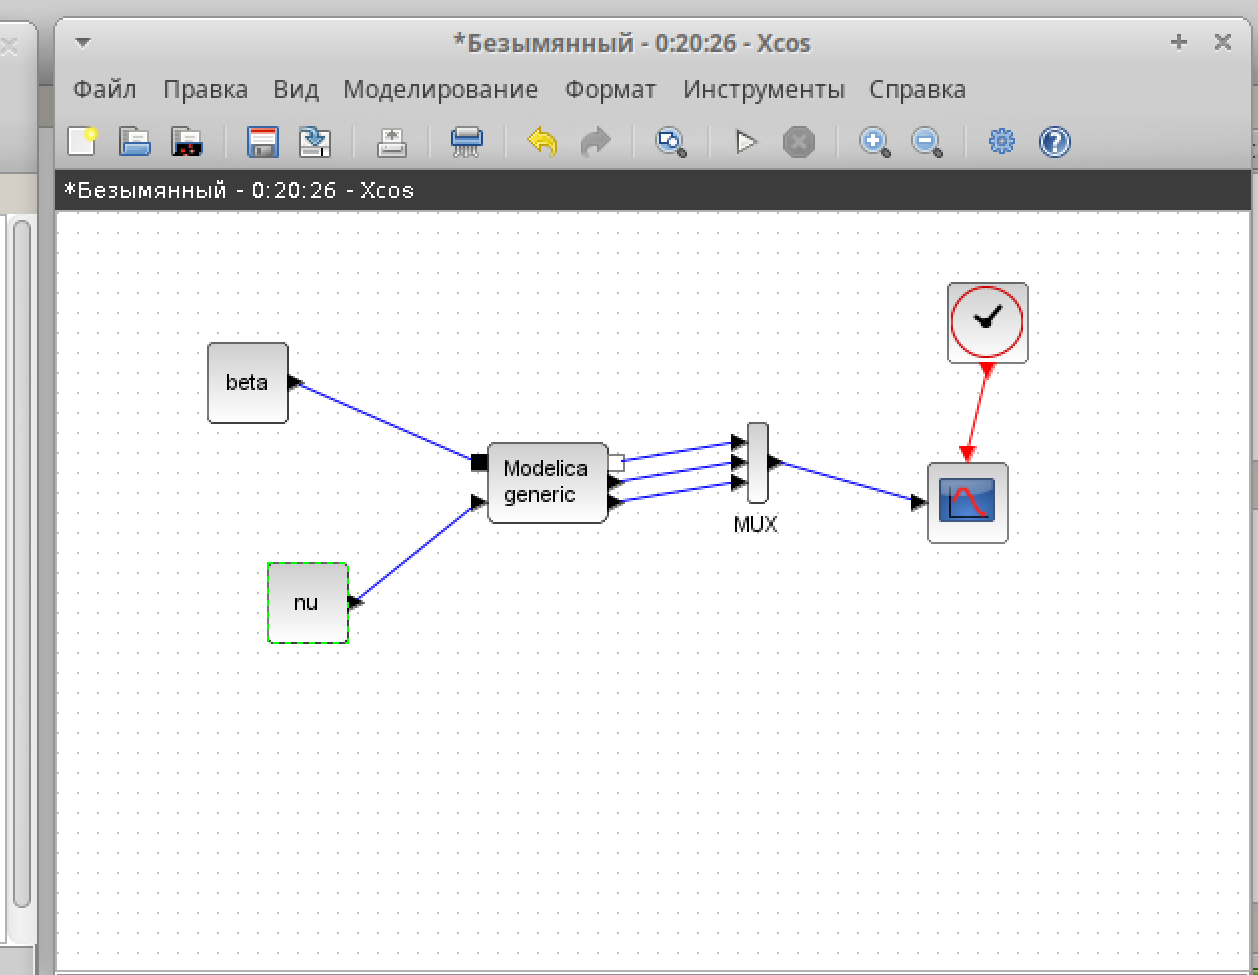 *Безымянный - 0:20:26 - Xcos
Файл Правка Вид Моделирование Формат Инструменты Справка
*Безымянный - 0:20:26 - Xcos
beta
Modelica
generic
MUX
nu